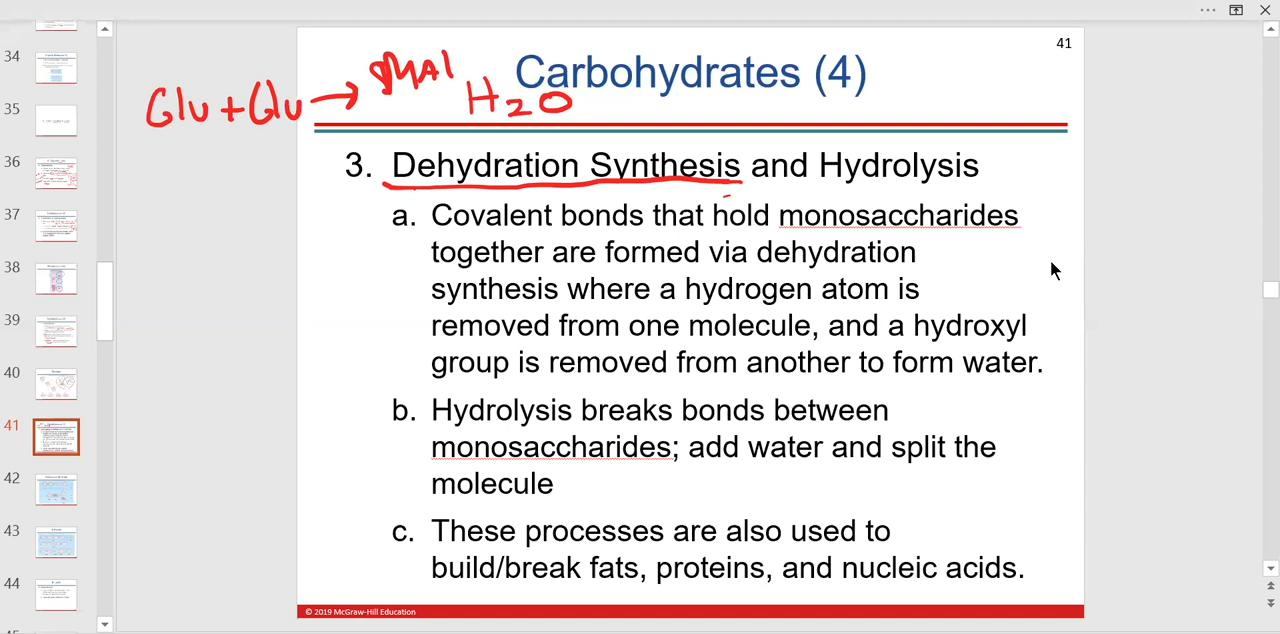 41
Carbohydrates (4)
Glu + Glu → MAl
H2O
3. Dehydration Synthesis and Hydrolysis
a. Covalent bonds that hold monosaccharides
together are formed via dehydration
synthesis where a hydrogen atom is
removed from one molecule, and a hydroxyl
group is removed from another to form water.
b. Hydrolysis breaks bonds between
monosaccharides; add water and split the
molecule
c. These processes are also used to
build/break fats, proteins, and nucleic acids.
© 2019 McGraw-Hill Education
34
35
36
37
38
39
40
41
42
43
44